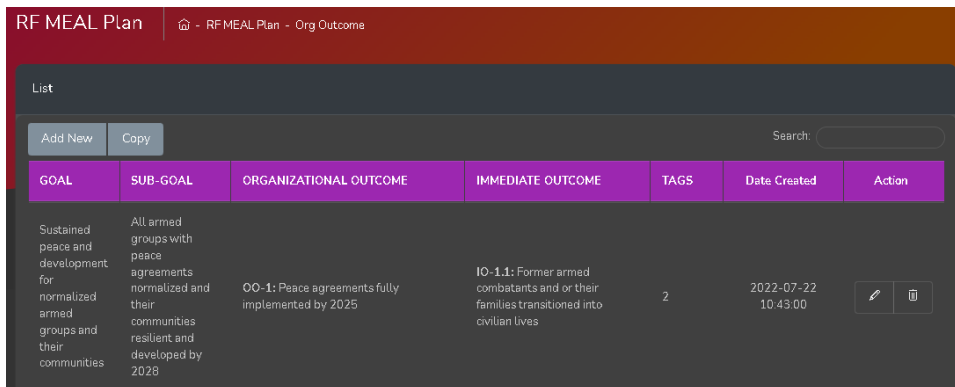 RF MEAL Plan
- RF MEAL Plan - Org Outcome
List
Add New
Copy
Search:
GOAL
SUB-GOAL
ORGANIZATIONAL OUTCOME
IMMEDIATE OUTCOME
TAGS
Date Created
Action
Sustained
peace and
development
for
normalized
armed
groups and
their
communities
All armed
groups with
peace
agreements
normalized and
their
communities
resilient and
developed by
2028
OO-1: Peace agreements fully
implemented by 2025
IO-1.1: Former armed
combatants and or their
families transitioned into
civilian lives
2
2022-07-22
10:43:00